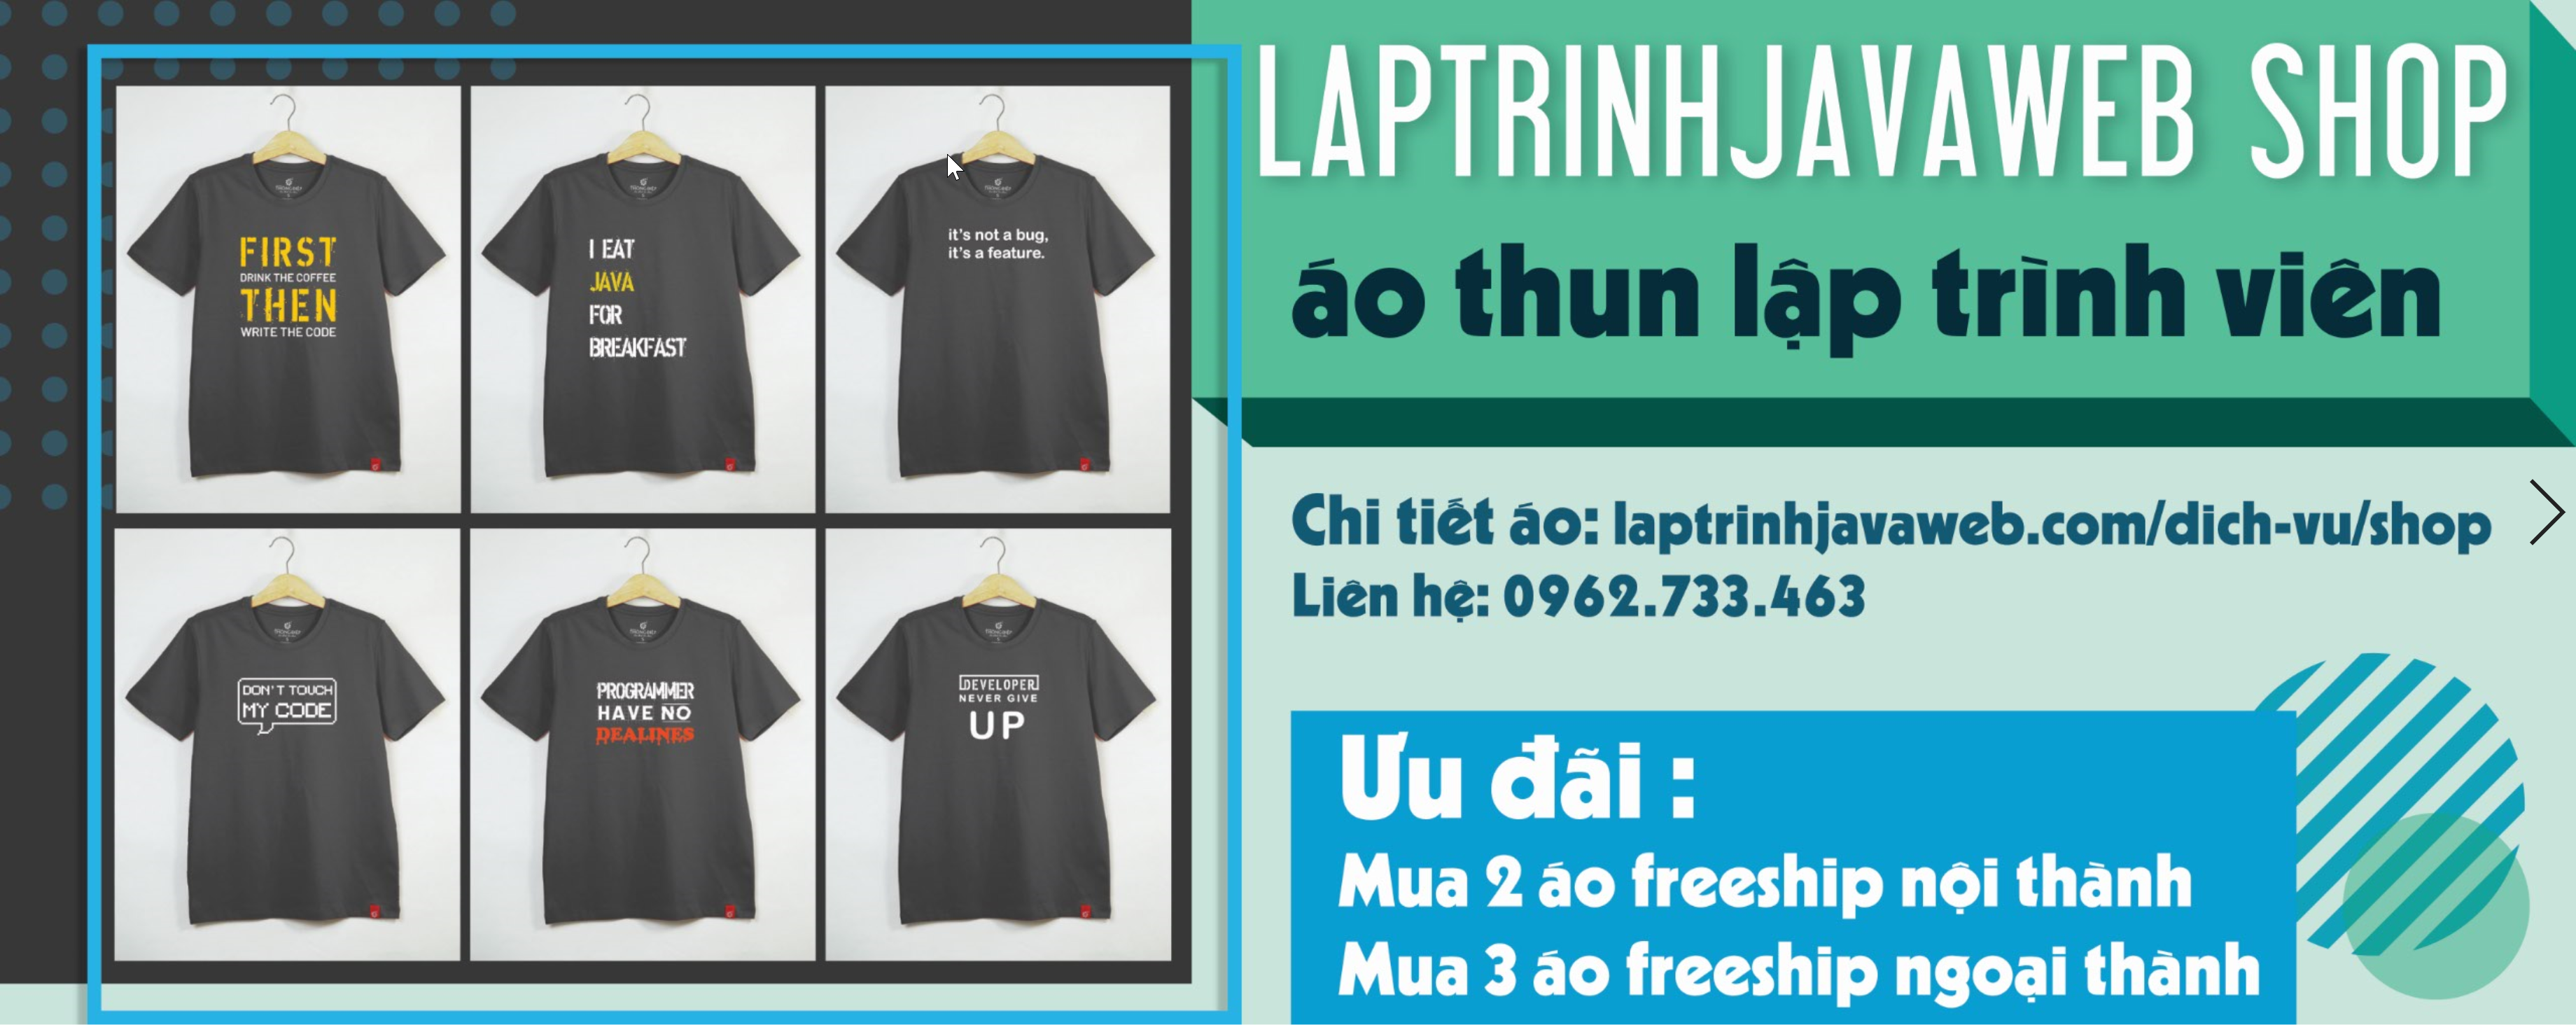 FIRST
DRINK THE COFFEE
THEN
WRITE THE CODE
I EAT
JAVA
FOR
BREAKFAST
it's not a bug,
it's a feature.
DON'T TOUCH
MY CODE
PROGRAMMER
HAVE NO
DEALINES
DEVELOPER
NEVER GIVE
UP
LAPTRINHJAVAWEB SHOP
áo thun lập trình viên
Chi tiết áo: laptrinhjavaweb.com/dich-vu/shop
Liên hệ: 0962.733.463
Ưu đãi :
Mua 2 áo freeship nội thành
Mua 3 áo freeship ngoại thành